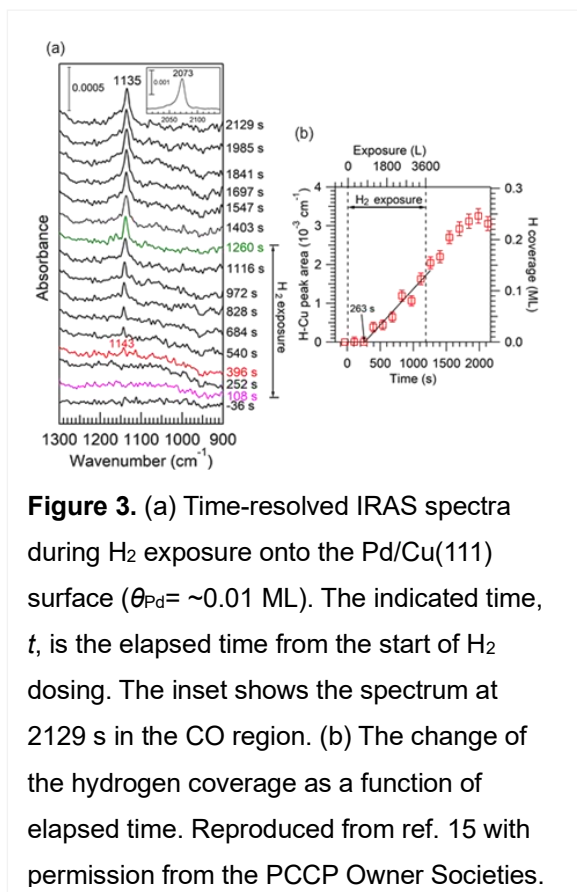 (a)
0.0005
1135
0.001
2073
2050 2100
2129 s
1985 s
1841 s
1697 s
1547 s
1403 s
1260 s
1116 s
972 s
828 s
684 s
540 s
396 s
252 s
108 s
-36 s
1143
H2 exposure
Absorbance
1300 1200 1100 1000 900
Wavenumber (cm-1)
(b)
Exposure (L)
0 1800 3600
H2 exposure
4
3
2
1
0
H-Cu peak area (10-3 cm-1)
263 s
0.3
0.2
0.1
0.0
H coverage (ML)
0 500 1000 1500 2000
Time (s)
Figure 3. (a) Time-resolved IRAS spectra
during H2 exposure onto the Pd/Cu(111)
surface (θPd= ~0.01 ML). The indicated time,
t, is the elapsed time from the start of H2
dosing. The inset shows the spectrum at
2129 s in the CO region. (b) The change of
the hydrogen coverage as a function of
elapsed time. Reproduced from ref. 15 with
permission from the PCCP Owner Societies.